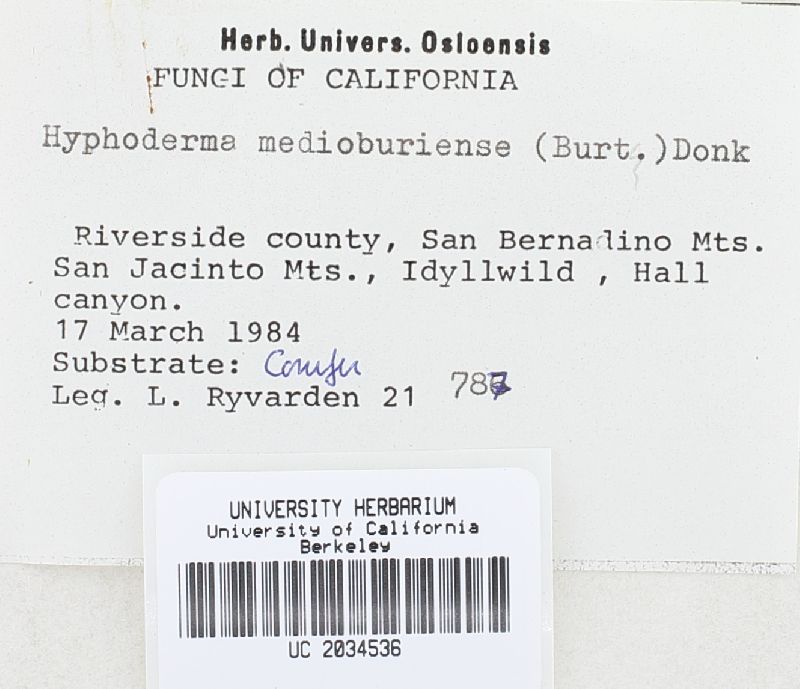 Herb. Univers. Osloensis
FUNGI OF CALIFORNIA
Hyphoderma medioburiense (Burt.)Donk
Riverside county, San Bernadino Mts.
San Jacinto Mts., Idyllwild , Hall
canyon.
17 March 1984
Substrate: Conifer
Leg. L. Ryvarden 21 787
UNIVERSITY HERBARIUM
University of California
Berkeley
UC 2034536